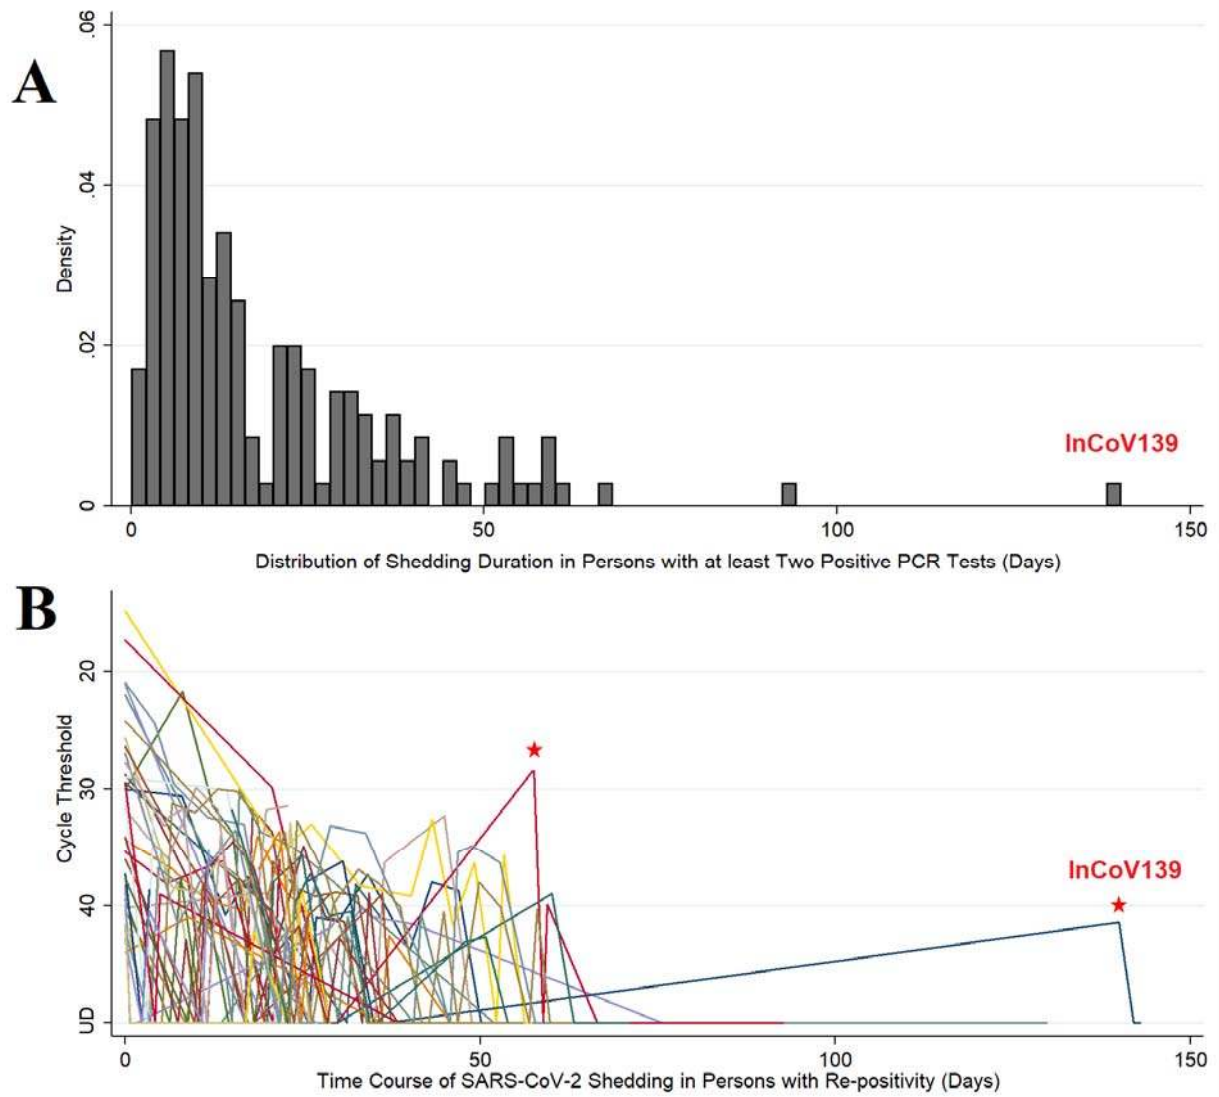 A
.06
.04
.02
0
Density
InCoV139
0 50 100 150
Distribution of Shedding Duration in Persons with at least Two Positive PCR Tests (Days)
B
20
30
40
UD
Cycle Threshold
InCoV139
0 50 100 150
Time Course of SARS-CoV-2 Shedding in Persons with Re-positivity (Days)